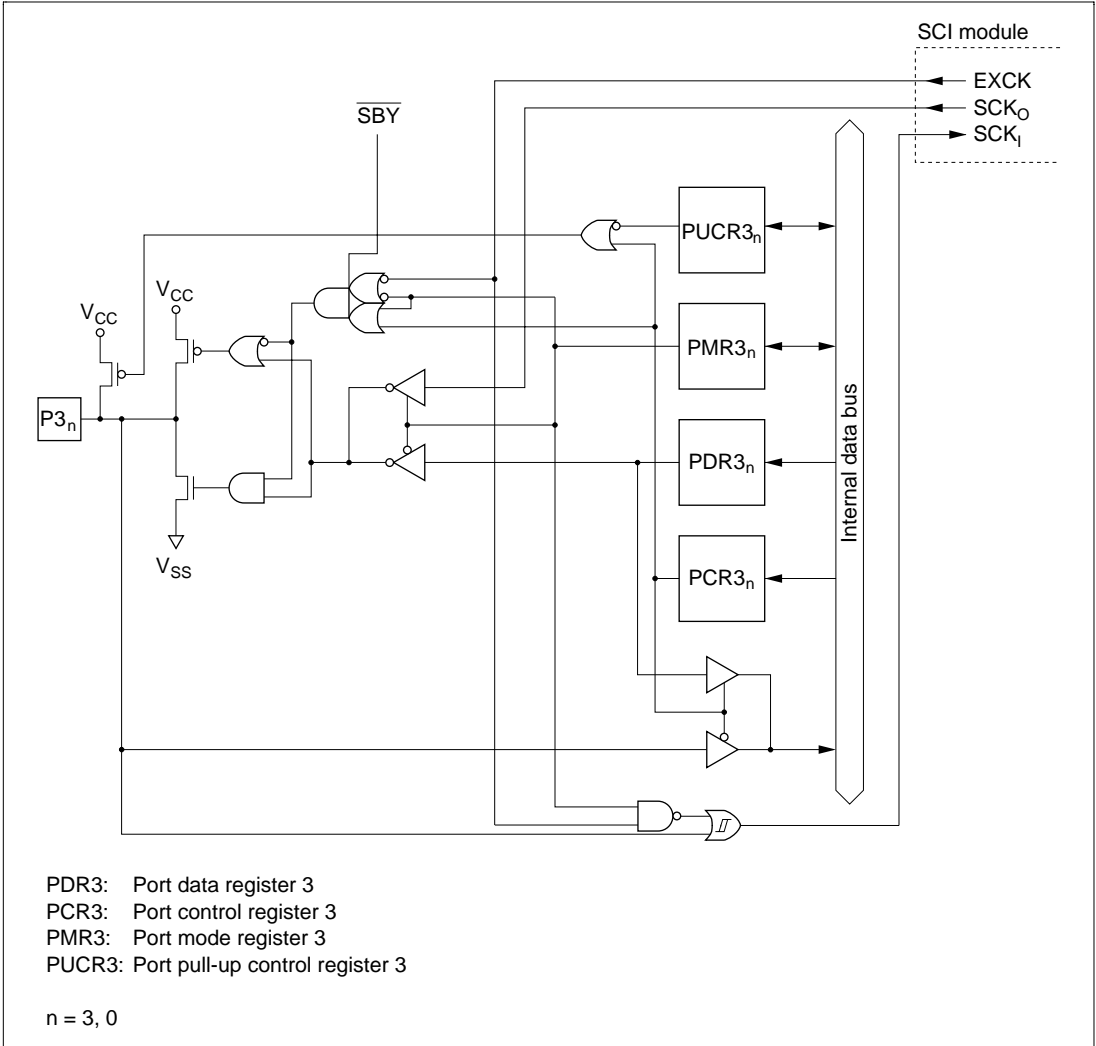 SCI module
EXCK
SCKO
SCKI
SBY
PUCR3n
VCC
VCC
PMR3n
P3n
PDR3n
Internal data bus
VSS
PCR3n
PDR3: Port data register 3
PCR3: Port control register 3
PMR3: Port mode register 3
PUCR3: Port pull-up control register 3
n = 3, 0